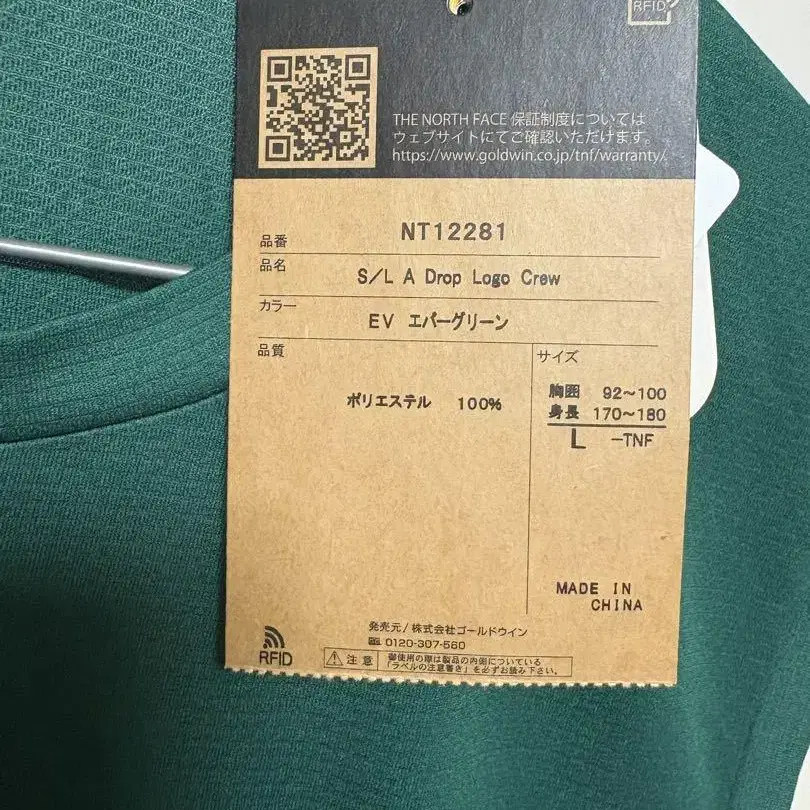 RFID
THE NORTH FACE 保証制度については
ウェブサイトにてご確認いただけます。
https://www.goldwin.co.jp/tnf/warranty/
品番 NT12281
品名 S/L A Drop Logo Crew
カラー EV エバーグリーン
品質
ポリエステル 100%
サイズ
胸囲 92~100
身長 170~180
L -TNF
MADE IN
CHINA
発売元/株式会社ゴールドウイン
0120-307-560
RFID
注意
御使用の際は製品の内側についている
「ラベルの注意書き」を必ずお読み下さい。